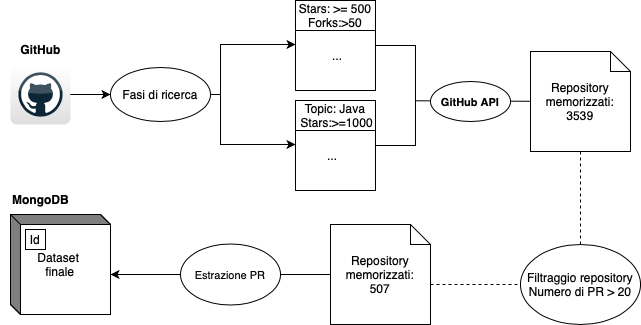 GitHub
Fasi di ricerca
Stars: >= 500
Forks:>50
...
Topic: Java
Stars:>=1000
...
GitHub API
Repository
memorizzati:
3539
Filtraggio repository
Numero di PR > 20
Repository
memorizzati:
507
Estrazione PR
MongoDB
Id
Dataset
finale